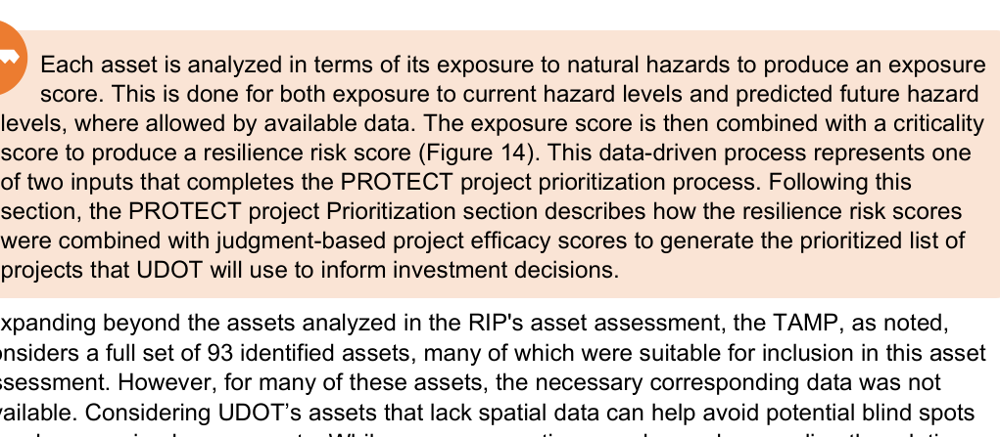 Each asset is analyzed in terms of its exposure to natural hazards to produce an exposure
score. This is done for both exposure to current hazard levels and predicted future hazard
levels, where allowed by available data. The exposure score is then combined with a criticality
score to produce a resilience risk score (Figure 14). This data-driven process represents one
of two inputs that completes the PROTECT project prioritization process. Following this
section, the PROTECT project Prioritization section describes how the resilience risk scores
were combined with judgment-based project efficacy scores to generate the prioritized list of
projects that UDOT will use to inform investment decisions.
xpanding beyond the assets analyzed in the RIP's asset assessment, the TAMP, as noted,
onsiders a full set of 93 identified assets, many of which were suitable for inclusion in this asset
ssessment. However, for many of these assets, the necessary corresponding data was not
vailable. Considering UDOT’s assets that lack spatial data can help avoid potential blind spots